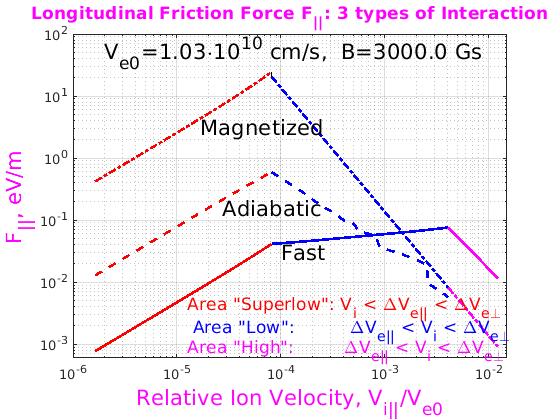 Longitudinal Friction Force F||: 3 types of Interaction
Ve0=1.03·10^10 cm/s, B=3000.0 Gs
10^2
10^1
10^0
10^-1
10^-2
10^-3
F||, eV/m
Magnetized
Adiabatic
Fast
Area "Superlow": Vi < ΔVe|| < ΔVe⊥
Area "Low": ΔVe|| < Vi < ΔVe⊥
Area "High": ΔVe|| < Vi < ΔVe⊥
10^-6 10^-5 10^-4 10^-3 10^-2
Relative Ion Velocity, Vi||/Ve0